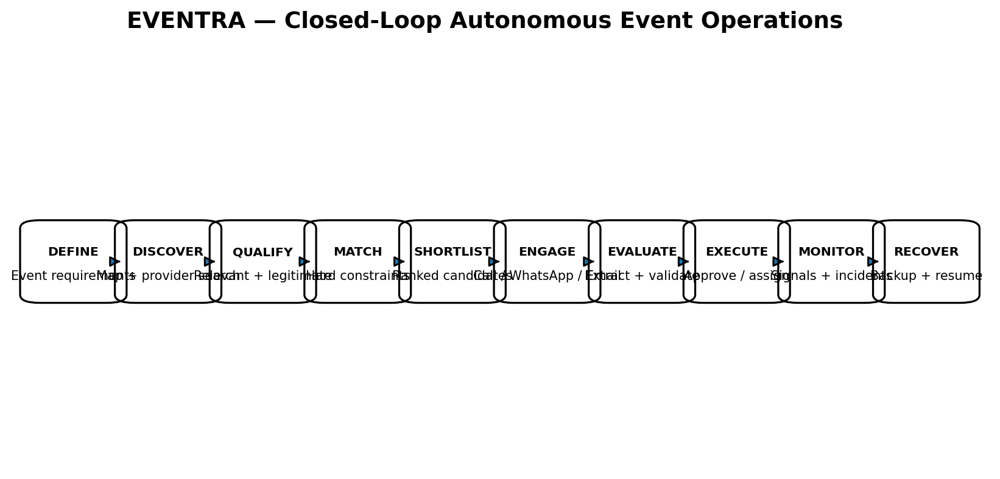 EVENTRA — Closed-Loop Autonomous Event Operations
DEFINE
Event requirements
DISCOVER
Map + provider search
QUALIFY
Relevant + legitimate
MATCH
Hard constraints
SHORTLIST
Ranked candidates
ENGAGE
Call / WhatsApp / Email
EVALUATE
Extract + validate
EXECUTE
Approve / assign
MONITOR
Signals + incidents
RECOVER
Backup + resume